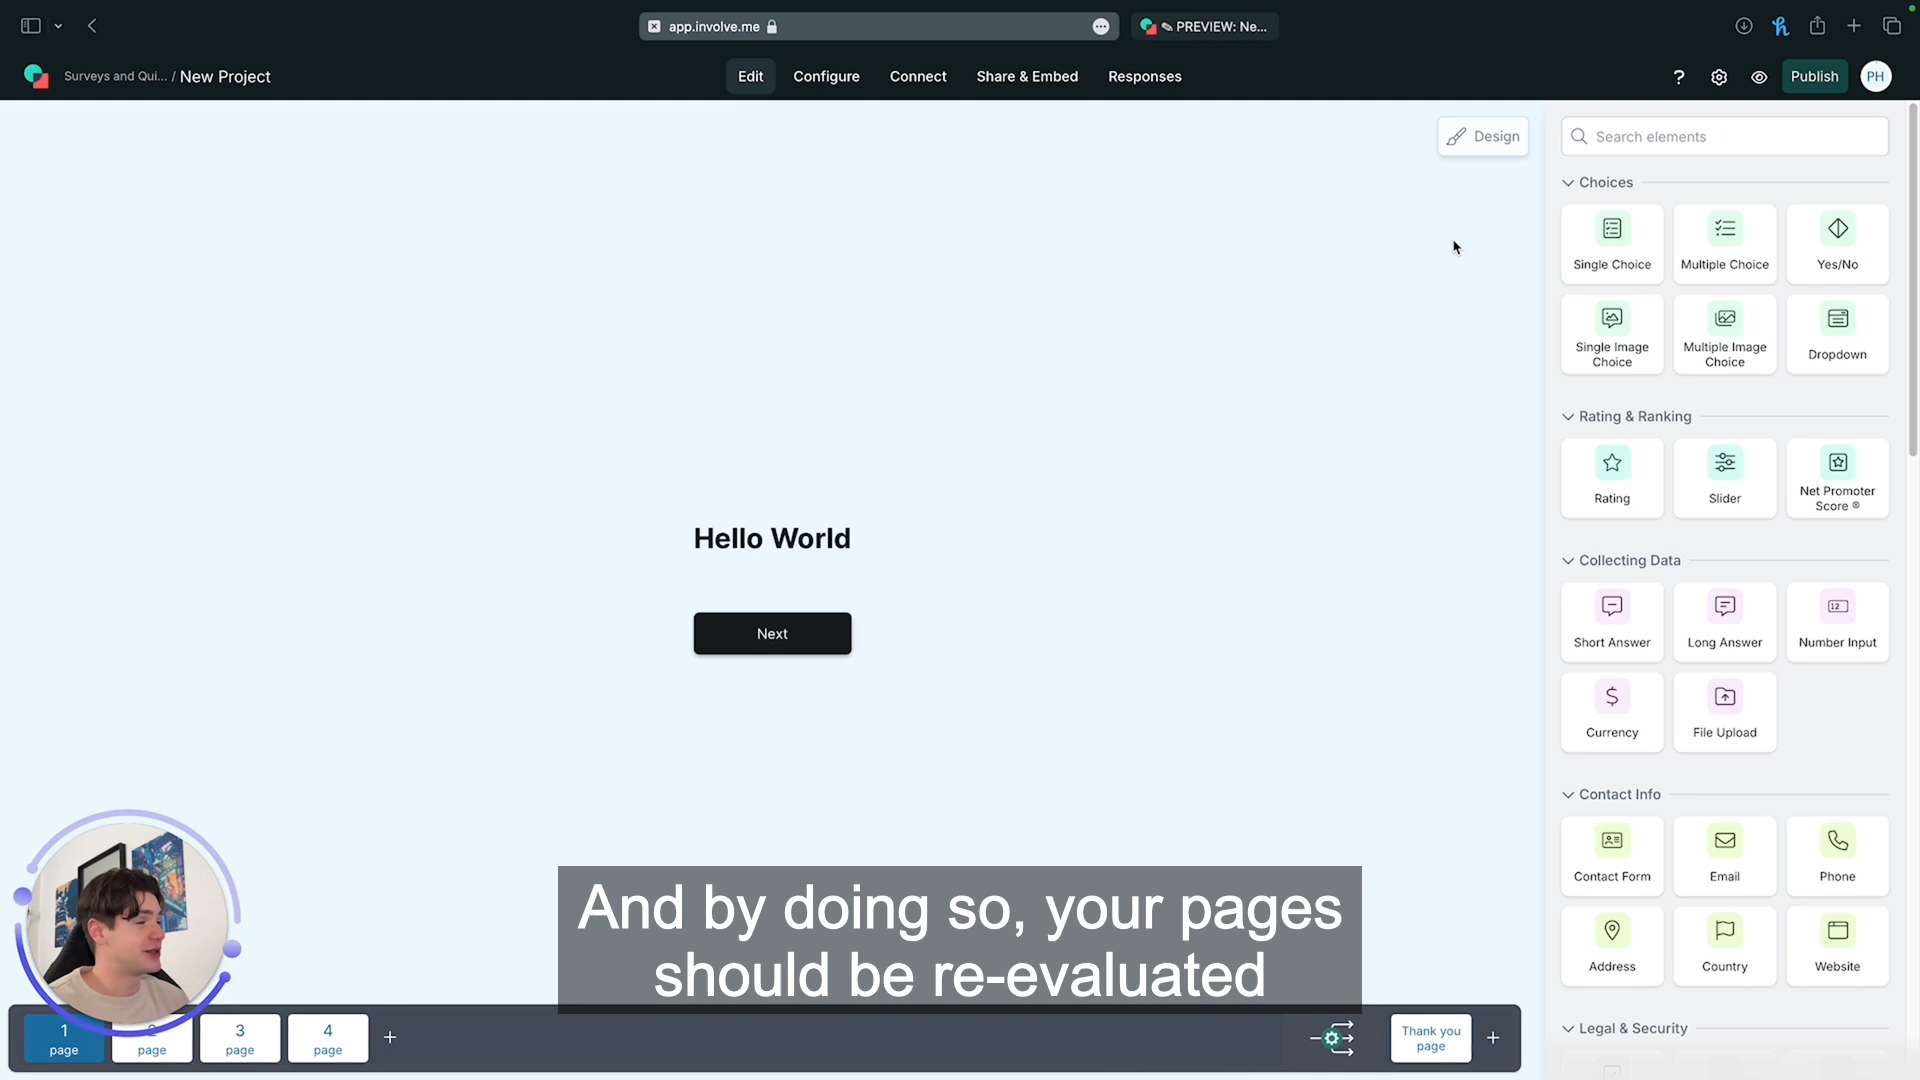 app.involve.me
PREVIEW: Ne...
Surveys and Qui... / New Project
Edit
Configure
Connect
Share & Embed
Responses
?
Publish
PH
Design
Search elements
Choices
Single Choice
Multiple Choice
Yes/No
Single Image
Choice
Multiple Image
Choice
Dropdown
Rating & Ranking
Rating
Slider
Net Promoter
Score ®
Hello World
Next
Collecting Data
Short Answer
Long Answer
12
Number Input
$
Currency
File Upload
Contact Info
Contact Form
Email
Phone
Address
Country
Website
Legal & Security
And by doing so, your pages
should be re-evaluated
1
page
2
page
3
page
4
page
+
Thank you
page
+